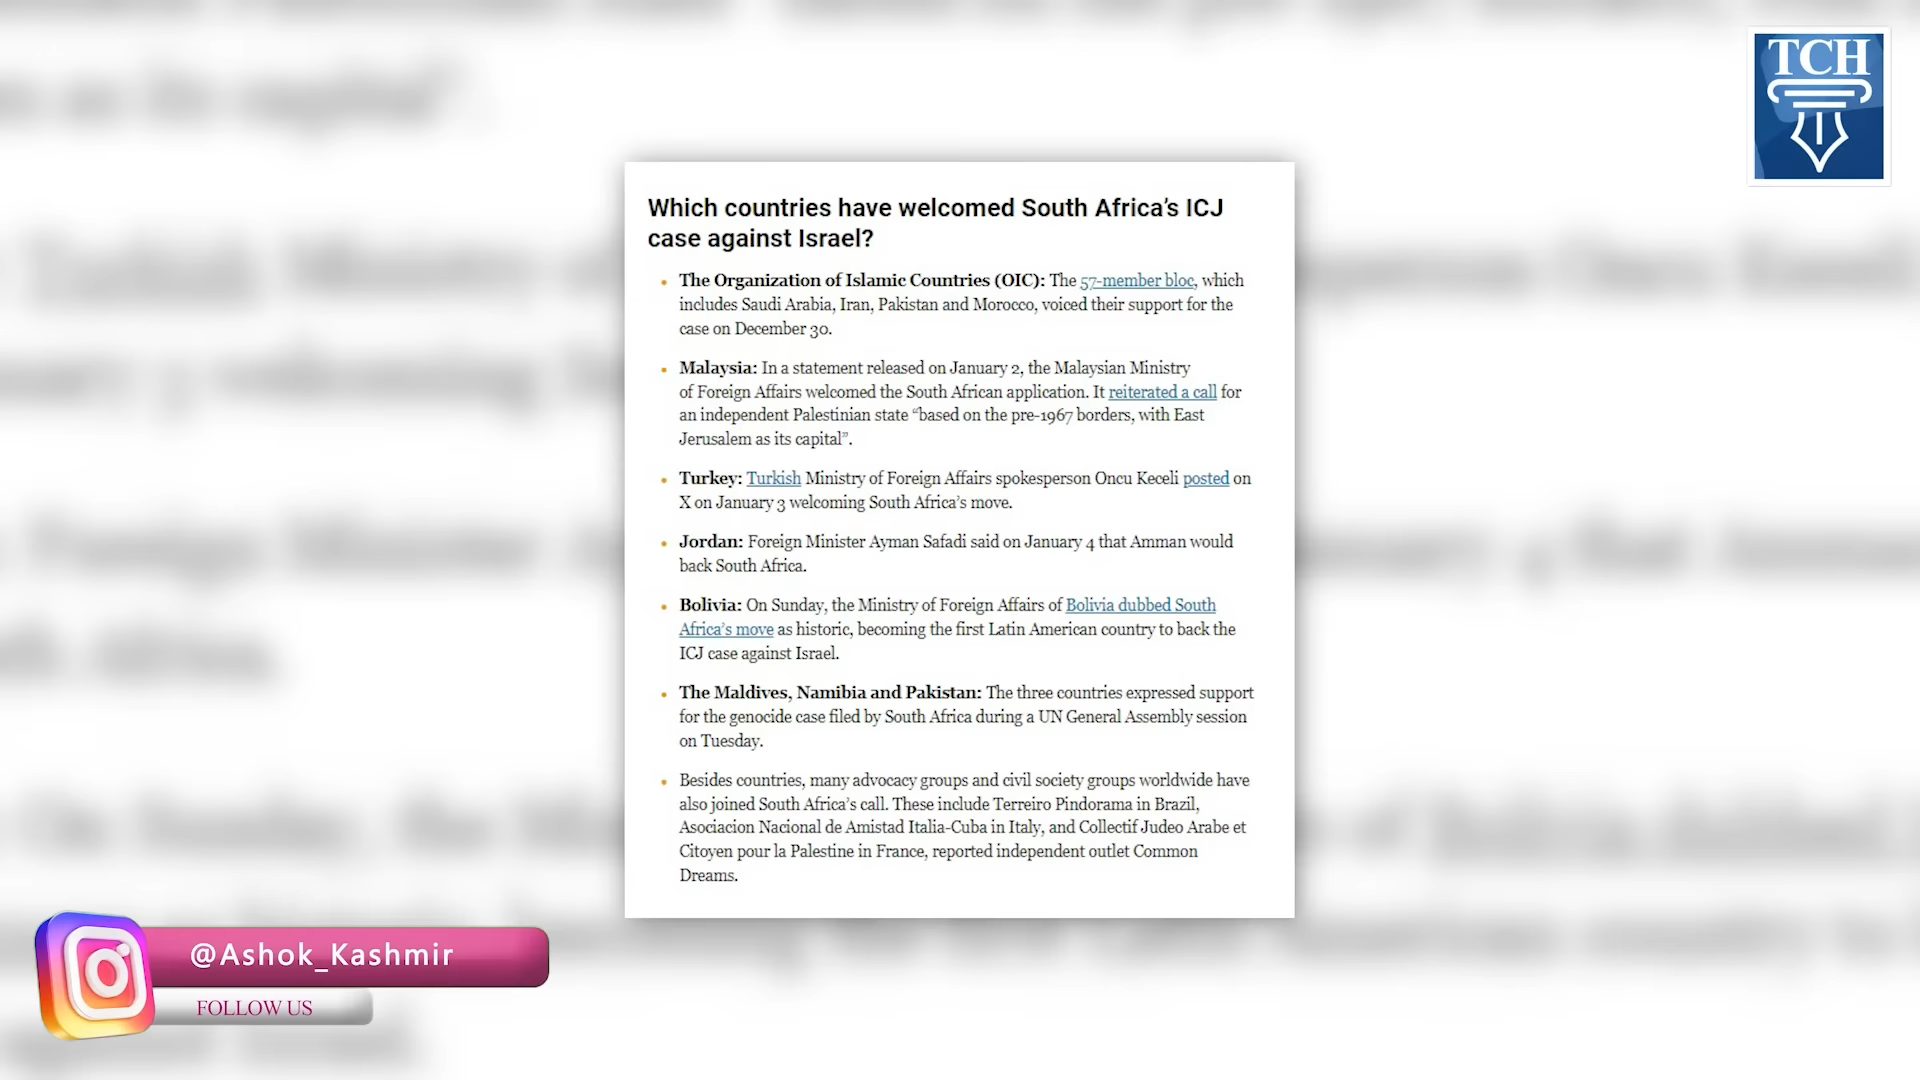 TCH
Which countries have welcomed South Africa’s ICJ
case against Israel?
The Organization of Islamic Countries (OIC): The 57-member bloc, which
includes Saudi Arabia, Iran, Pakistan and Morocco, voiced their support for the
case on December 30.
Malaysia: In a statement released on January 2, the Malaysian Ministry
of Foreign Affairs welcomed the South African application. It reiterated a call for
an independent Palestinian state “based on the pre-1967 borders, with East
Jerusalem as its capital”.
Turkey: Turkish Ministry of Foreign Affairs spokesperson Oncu Keceli posted on
X on January 3 welcoming South Africa’s move.
Jordan: Foreign Minister Ayman Safadi said on January 4 that Amman would
back South Africa.
Bolivia: On Sunday, the Ministry of Foreign Affairs of Bolivia dubbed South
Africa’s move as historic, becoming the first Latin American country to back the
ICJ case against Israel.
The Maldives, Namibia and Pakistan: The three countries expressed support
for the genocide case filed by South Africa during a UN General Assembly session
on Tuesday.
Besides countries, many advocacy groups and civil society groups worldwide have
also joined South Africa’s call. These include Terreiro Pindorama in Brazil,
Asociacion Nacional de Amistad Italia-Cuba in Italy, and Collectif Judeo Arabe et
Citoyen pour la Palestine in France, reported independent outlet Common
Dreams.
@Ashok_Kashmir
FOLLOW US